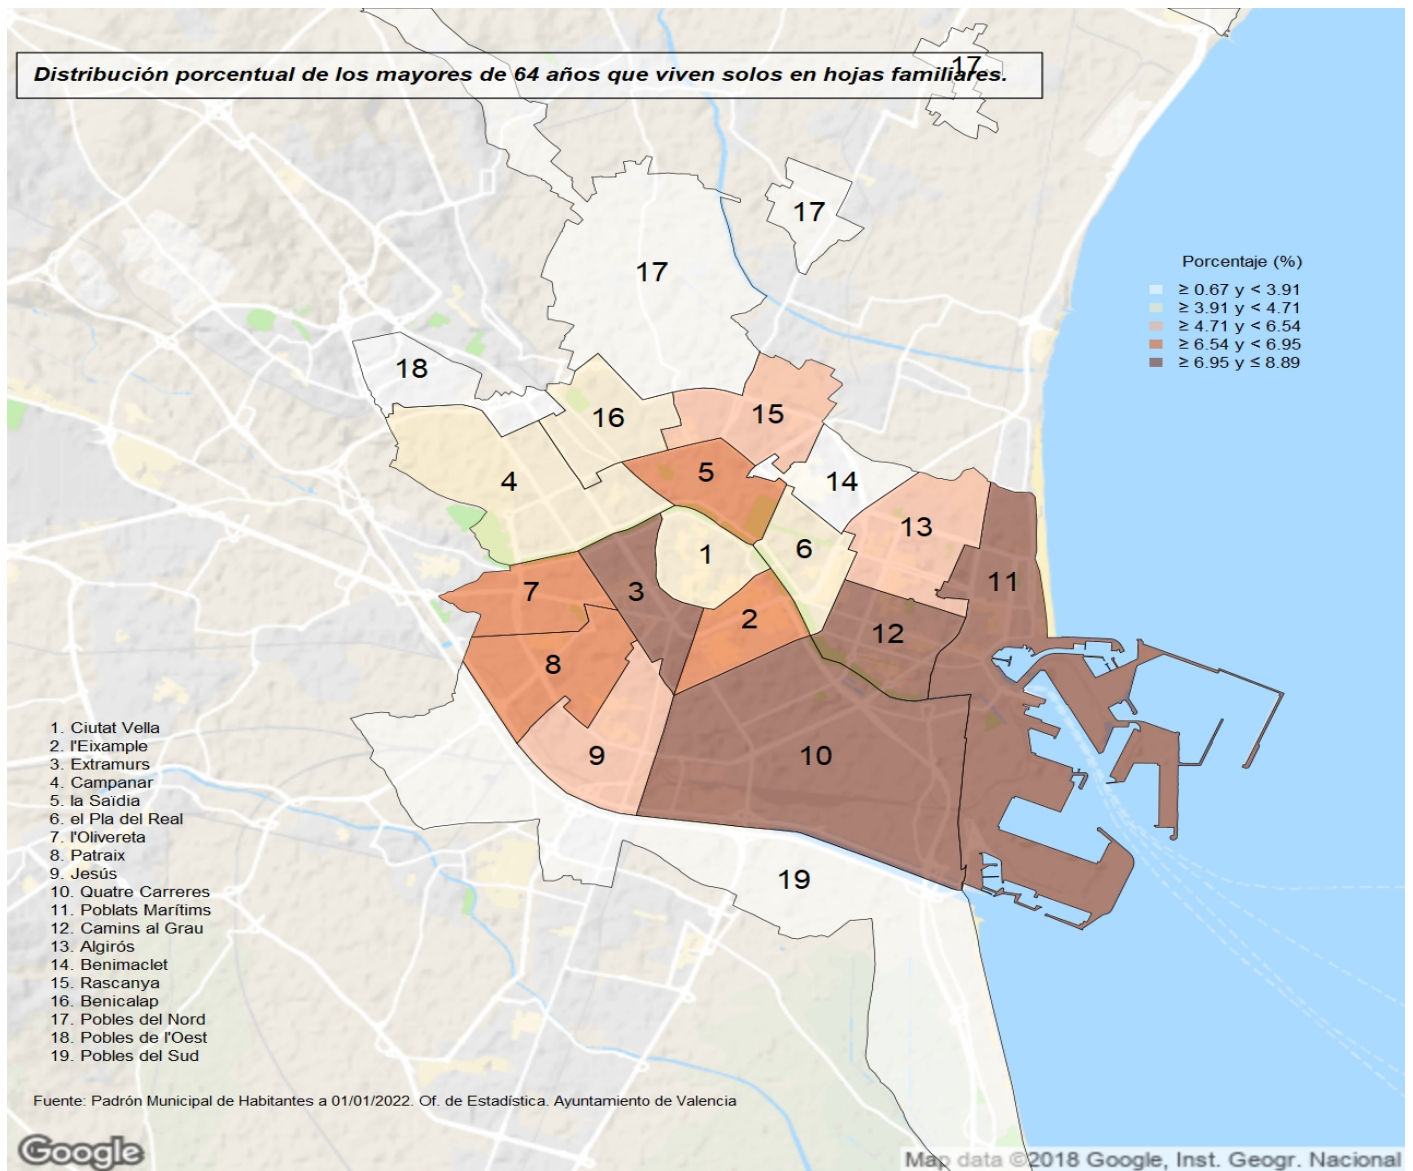 Distribución porcentual de los mayores de 64 años que viven solos en hojas familiares.
17
17
17
Porcentaje (%)
≥ 0.67 y < 3.91
≥ 3.91 y < 4.71
≥ 4.71 y < 6.54
≥ 6.54 y < 6.95
≥ 6.95 y ≤ 8.89
18
16
15
4
5
14
13
1
6
7
3
11
2
12
8
9
10
19
1. Ciutat Vella
2. l'Eixample
3. Extramurs
4. Campanar
5. la Saïdia
6. el Pla del Real
7. l'Olivereta
8. Patraix
9. Jesús
10. Quatre Carreres
11. Poblats Marítims
12. Camins al Grau
13. Algirós
14. Benimaclet
15. Rascanya
16. Benicalap
17. Pobles del Nord
18. Pobles de l'Oest
19. Pobles del Sud
Fuente: Padrón Municipal de Habitantes a 01/01/2022. Of. de Estadística. Ayuntamiento de Valencia
Google
Map data ©2018 Google, Inst. Geogr. Nacional